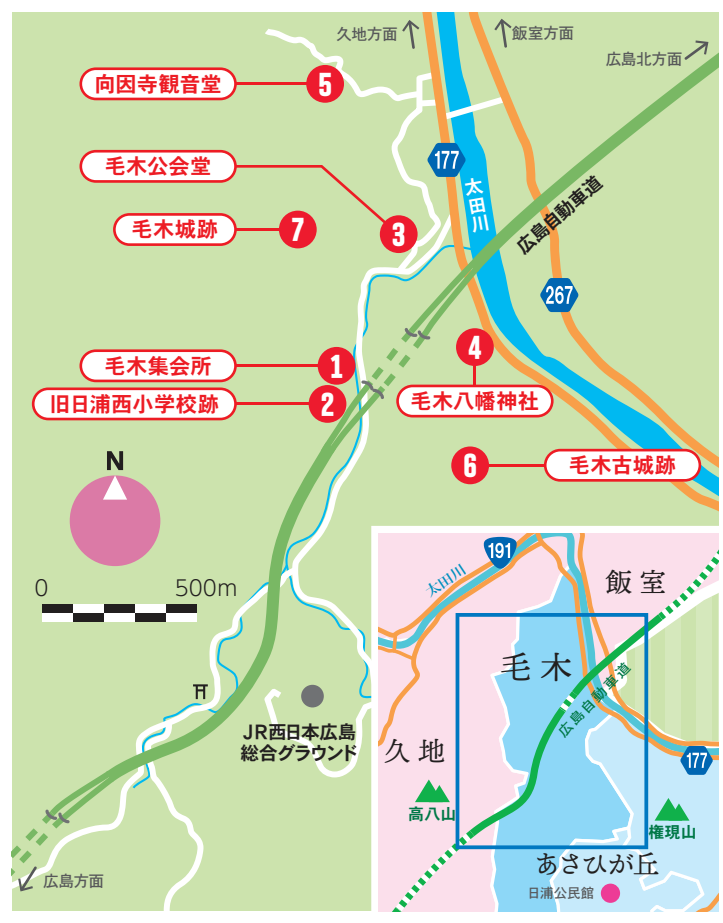 久地方面
飯室方面
広島北方面
向因寺観音堂
5
177
毛木公会堂
太田川
3
毛木城跡
7
広島自動車道
267
毛木集会所
1
4
旧日浦西小学校跡
2
毛木八幡神社
6
毛木古城跡
N
0
500m
JR西日本広島
総合グラウンド
広島方面
191
太田川
飯室
毛木
広島自動車道
久地
177
高八山
権現山
あさひが丘
日浦公民館